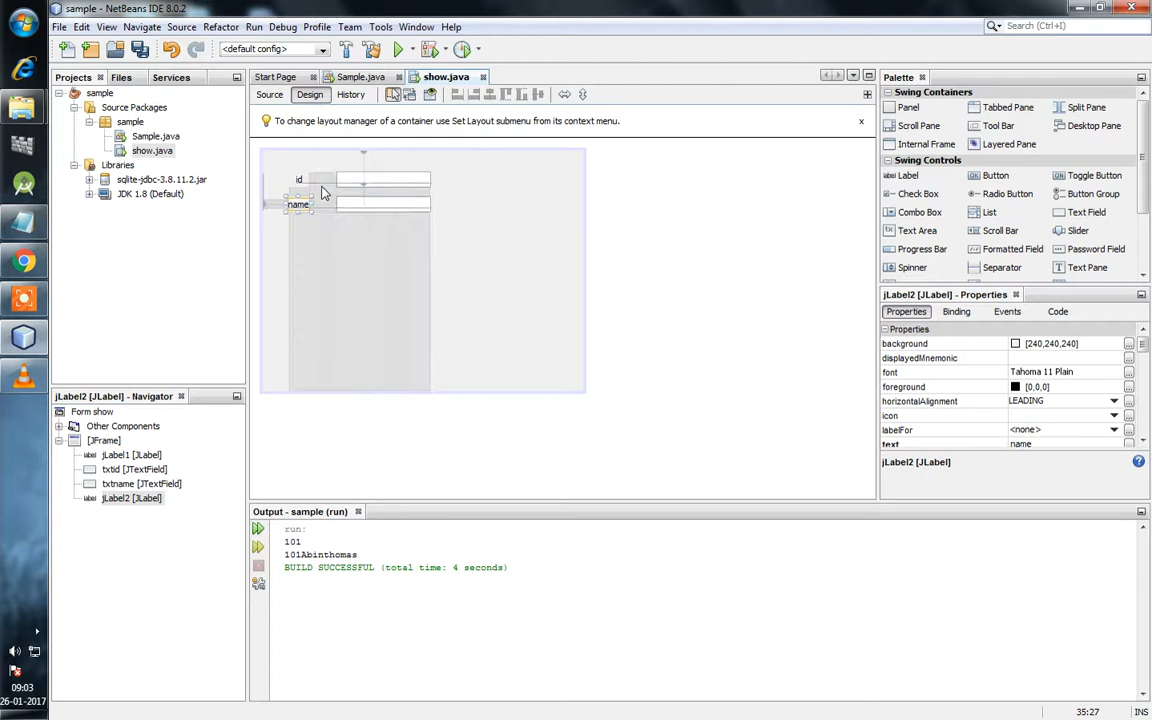 sample - NetBeans IDE 8.0.2
File Edit View Navigate Source Refactor Run Debug Profile Team Tools Window Help
Search (Ctrl+I)
<default config>
Projects Files Services
Start Page Sample.java show.java
Palette
sample
Source Packages
sample
Sample.java
show.java
Libraries
sqlite-jdbc-3.8.11.2.jar
JDK 1.8 (Default)
Source Design History
To change layout manager of a container use Set Layout submenu from its context menu.
x
id
name
Swing Containers
Panel Tabbed Pane Split Pane
Scroll Pane Tool Bar Desktop Pane
Internal Frame Layered Pane
Swing Controls
Label Button Toggle Button
Check Box Radio Button Button Group
Combo Box List Text Field
Text Area Scroll Bar Slider
Progress Bar Formatted Field Password Field
Spinner Separator Text Pane
jLabel2 [JLabel] - Properties
Properties Binding Events Code
Properties
background [240,240,240]
displayedMnemonic
font Tahoma 11 Plain
foreground [0,0,0]
horizontalAlignment LEADING
icon
labelFor <none>
text name
jLabel2 [JLabel]
jLabel2 [JLabel] - Navigator
Form show
Other Components
[JFrame]
label jLabel1 [JLabel]
txtid [JTextField]
txtname [JTextField]
label jLabel2 [JLabel]
Output - sample (run)
run:
101
101Abinthomas
BUILD SUCCESSFUL (total time: 4 seconds)
09:03
26-01-2017
35:27 INS